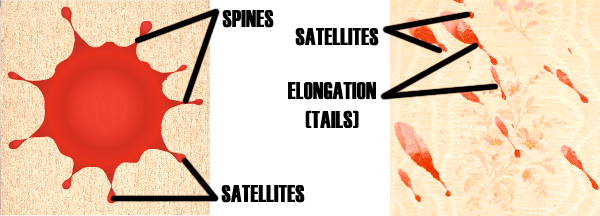 SPINES
SATELLITES
SATELLITES
ELONGATION
(TAILS)